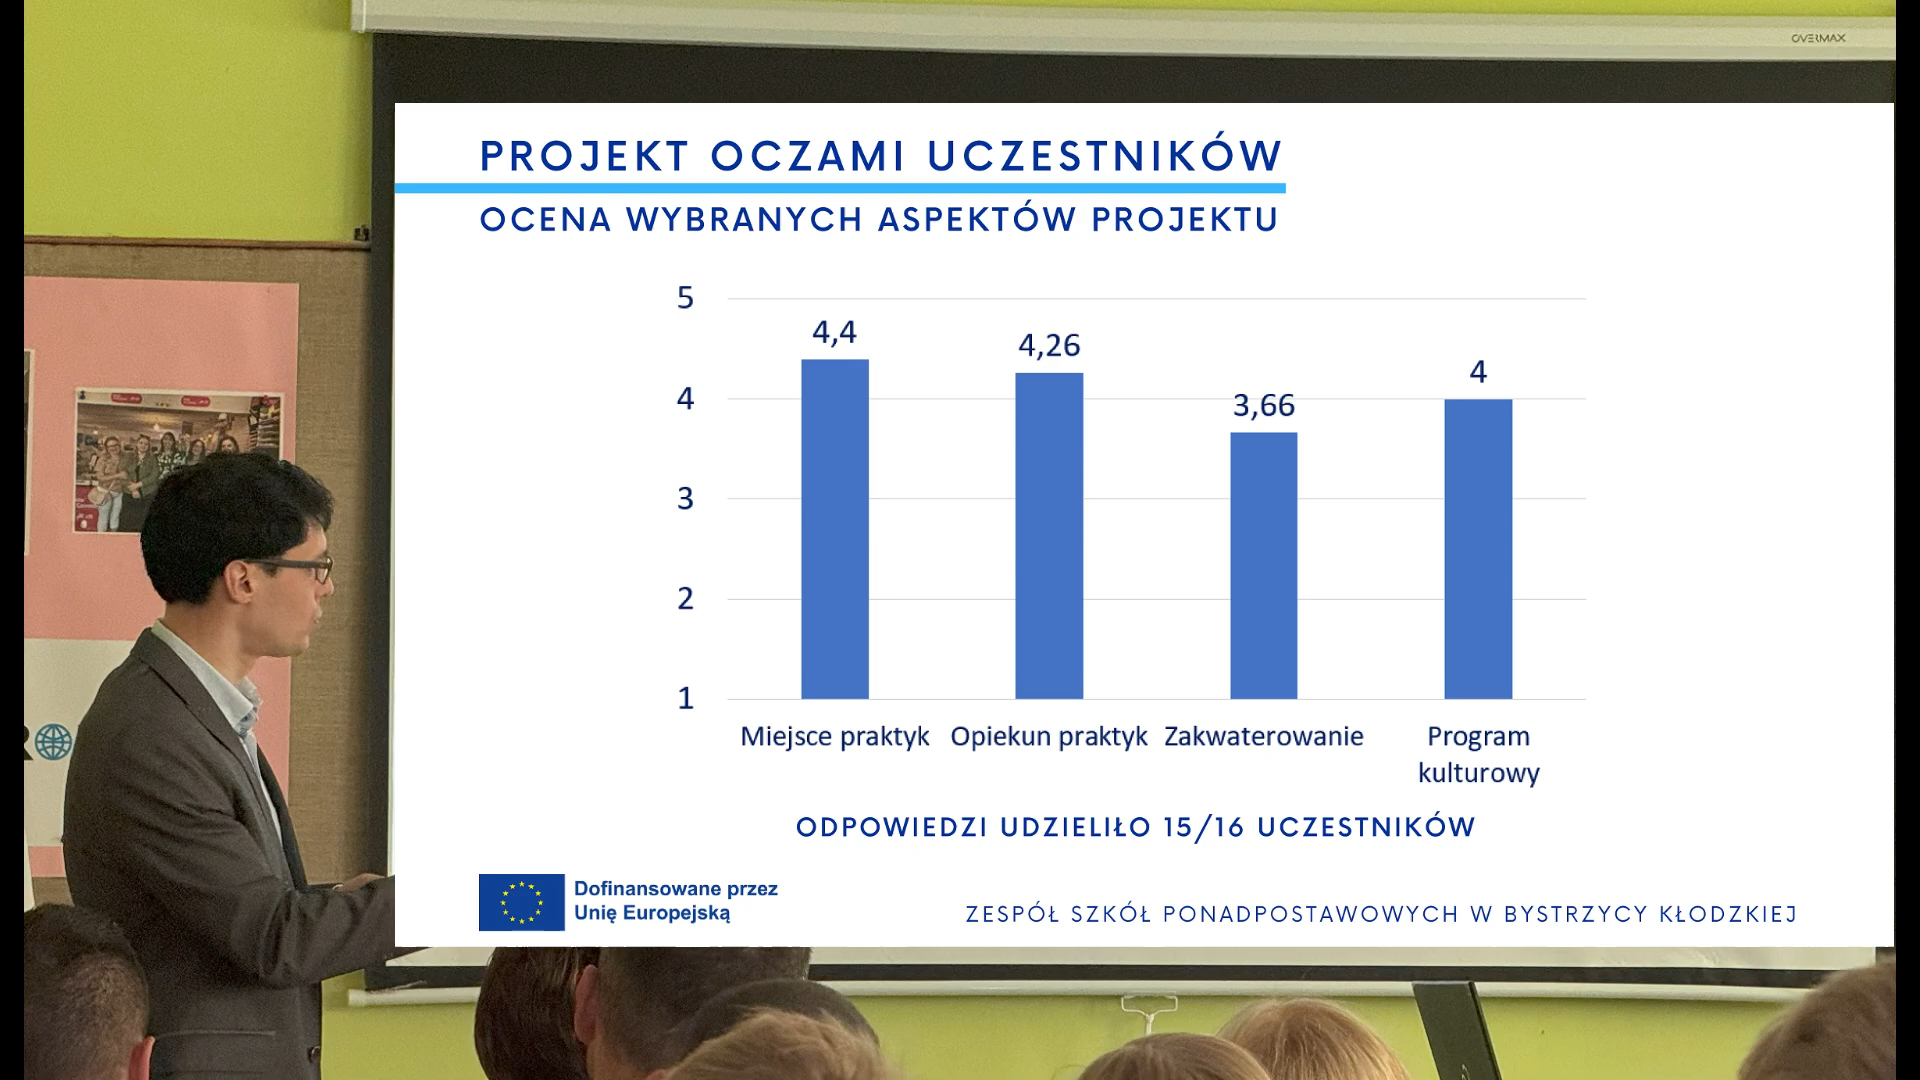 OVERMAX
PROJEKT OCZAMI UCZESTNIKÓW
OCENA WYBRANYCH ASPEKTÓW PROJEKTU
5
4
3
2
1
4,4
4,26
3,66
4
Miejsce praktyk
Opiekun praktyk
Zakwaterowanie
Program
kulturowy
ODPOWIEDZI UDZIELIŁO 15/16 UCZESTNIKÓW
Dofinansowane przez
Unię Europejską
ZESPÓŁ SZKÓŁ PONADPOSTAWOWYCH W BYSTRZYCY KŁODZKIEJ